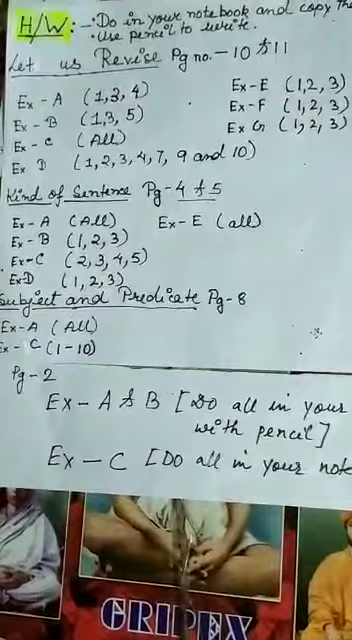 H/W :- • Do in your notebook and copy the
• Use pencil to write.
Let us Revise Pg no. - 10 & 11
Ex - A (1,3,4)
Ex - B (1,3,5)
Ex - C (All)
Ex D (1,2,3,4,7, 9 and 10)
Ex - E (1,2,3)
Ex - F (1,2,3)
Ex G (1,2,3)
Kind of Sentence Pg - 4 & 5
Ex - A (All) Ex - E (all)
Ex - B (1,2,3)
Ex - C (2,3,4,5)
Ex D (1,2,3)
Subject and Predicate Pg - 8
Ex - A (All)
Ex - C (1-10)
Pg - 2
Ex - A & B [Do all in your
with pencil]
Ex - C [Do all in your note
GRIPEX